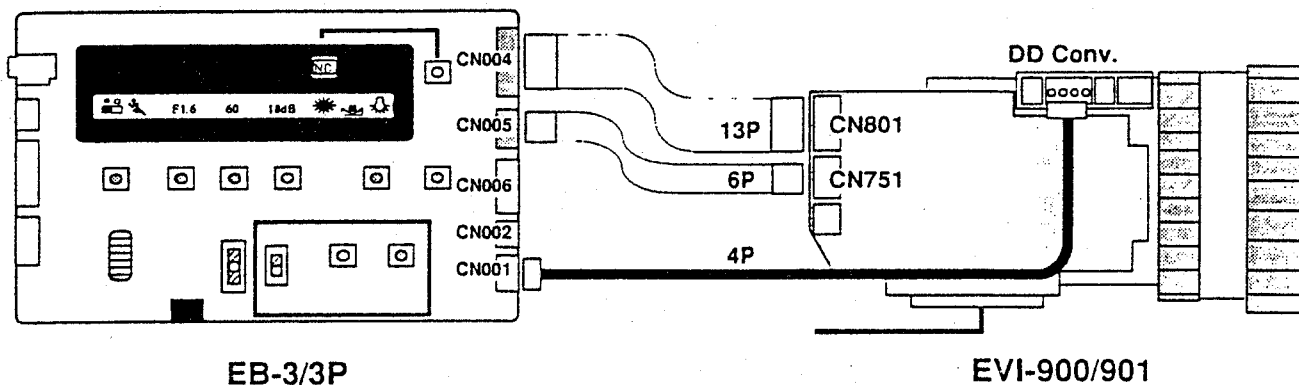 CN004
DD Conv.
NC
F1.6 60 18dB
CN005
13P
CN801
CN006
6P
CN751
CN002
CN001
4P
EB-3/3P
EVI-900/901